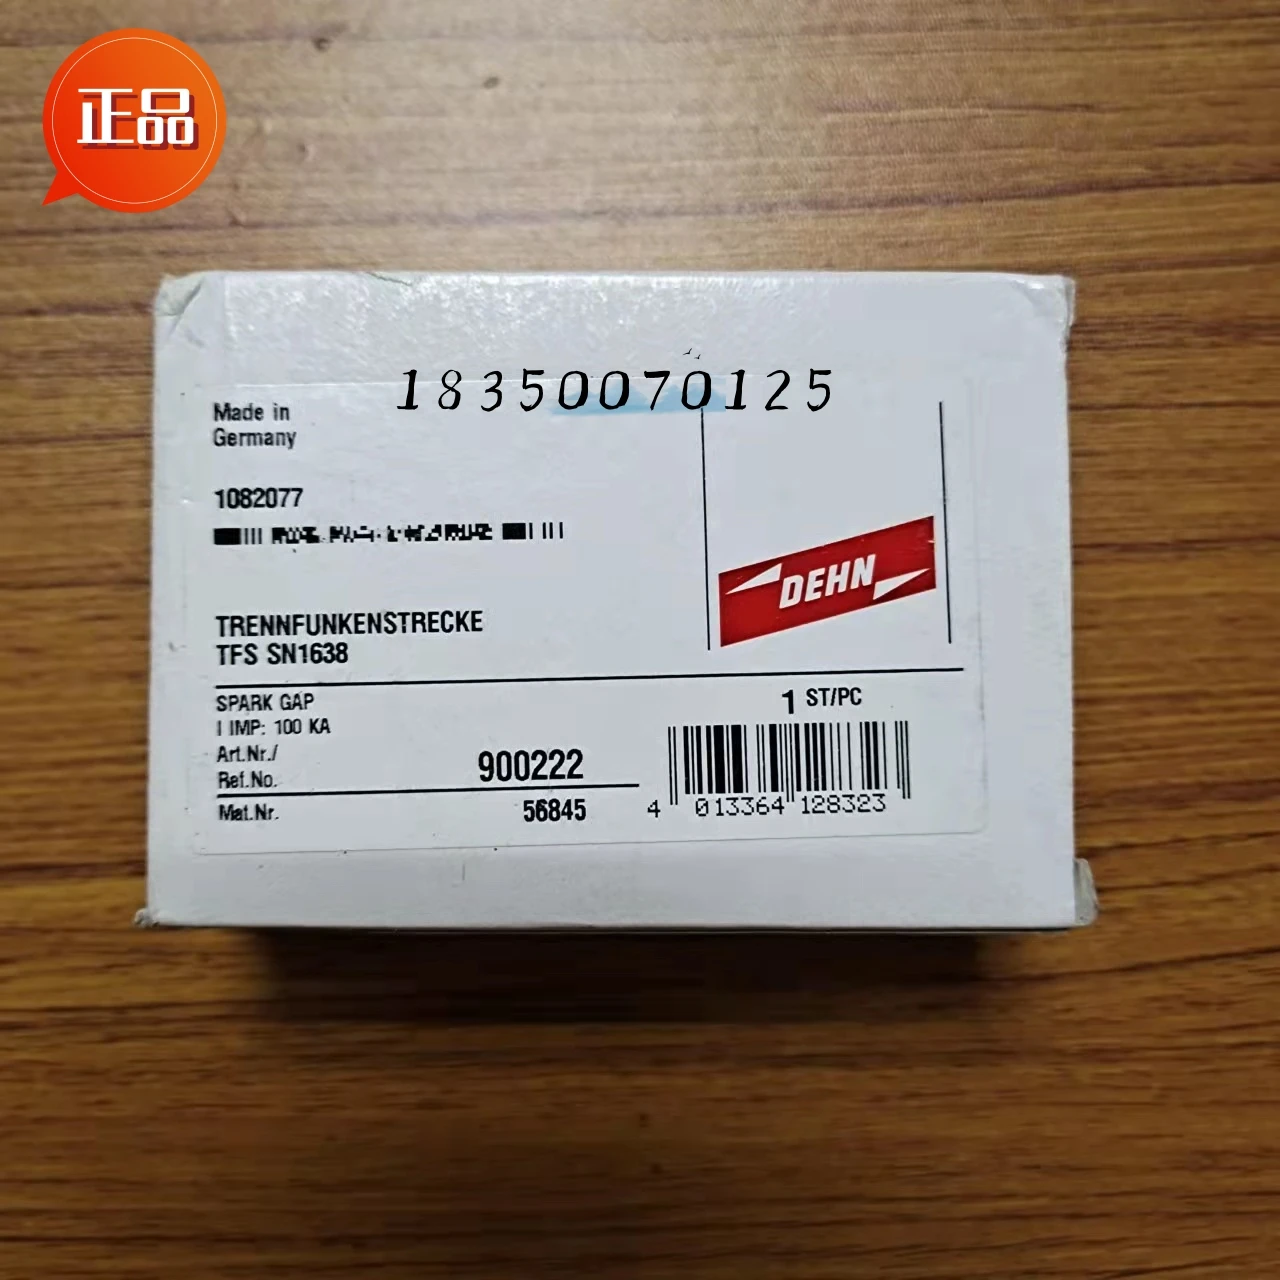 正品
18350070125
Made in
Germany
1082077
DEHN
TRENNFUNKENSTRECKE
TFS SN1638
SPARK GAP
I IMP: 100 KA
1 ST/PC
Art.Nr./
Ref.No.
900222
Mat.Nr.
56845
4 013364 128323